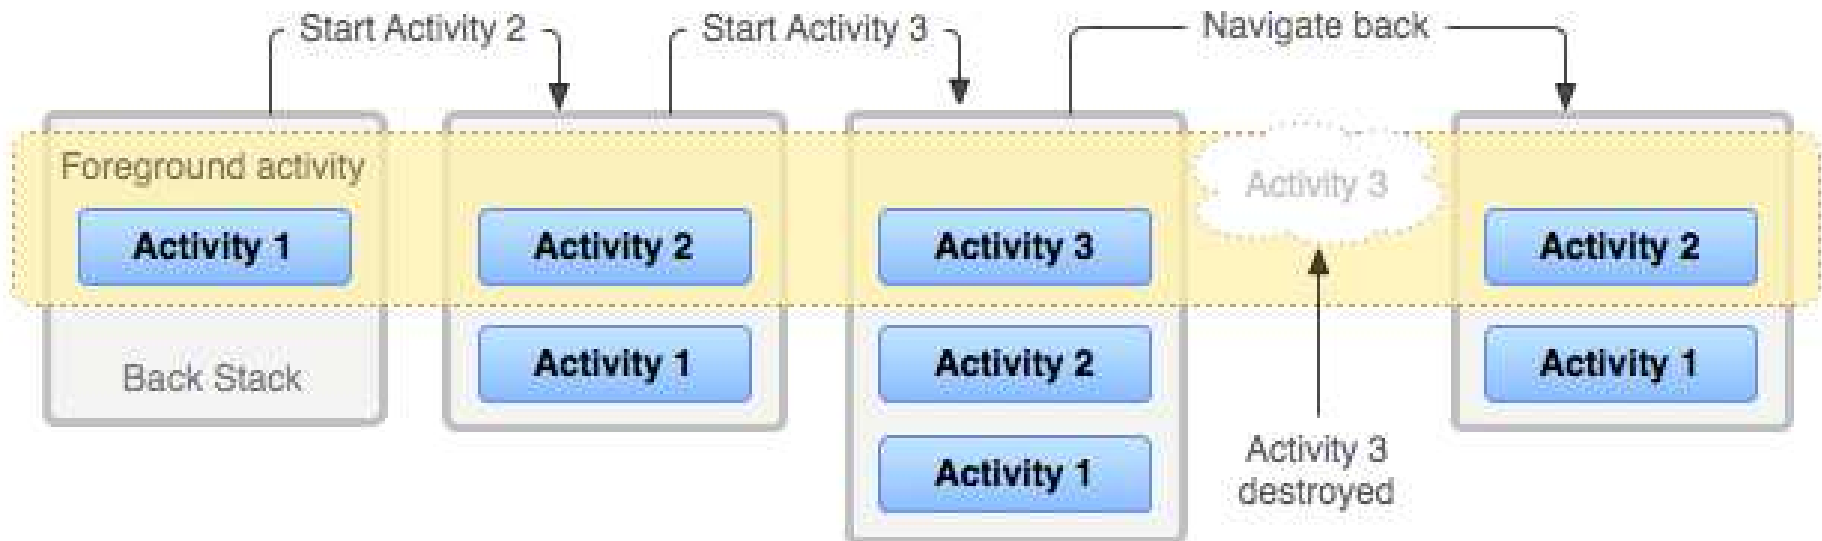 Start Activity 2
Start Activity 3
Navigate back
Foreground activity
Activity 3
Activity 1
Activity 2
Activity 3
Activity 2
Activity 1
Activity 2
Activity 1
Back Stack
Activity 1
Activity 3
destroyed